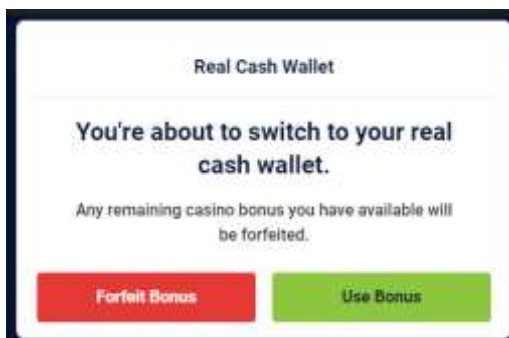 Real Cash Wallet
You're about to switch to your real
cash wallet.
Any remaining casino bonus you have available will
be forfeited.
Forfeit Bonus
Use Bonus